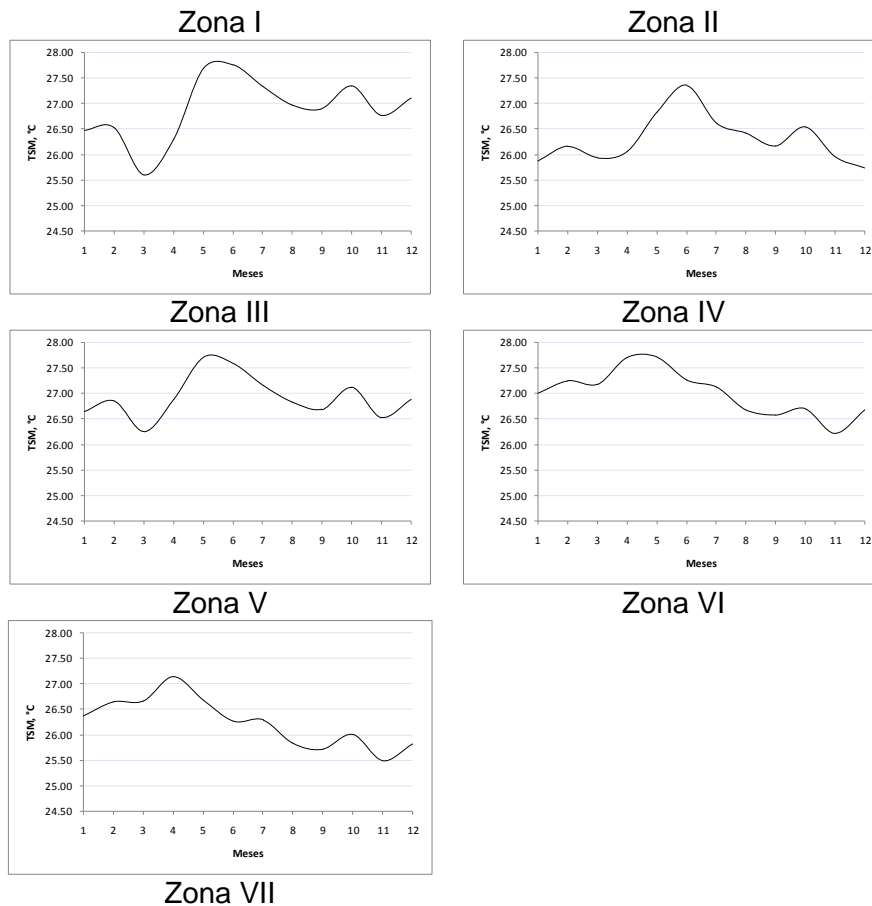 Zona I
Zona II
28.00
27.50
27.00
26.50
26.00
25.50
25.00
24.50
TSM, °C
1 2 3 4 5 6 7 8 9 10 11 12
Meses
28.00
27.50
27.00
26.50
26.00
25.50
25.00
24.50
TSM, °C
1 2 3 4 5 6 7 8 9 10 11 12
Meses
Zona III
Zona IV
28.00
27.50
27.00
26.50
26.00
25.50
25.00
24.50
TSM, °C
1 2 3 4 5 6 7 8 9 10 11 12
Meses
28.00
27.50
27.00
26.50
26.00
25.50
25.00
24.50
TSM, °C
1 2 3 4 5 6 7 8 9 10 11 12
Meses
Zona V
Zona VI
28.00
27.50
27.00
26.50
26.00
25.50
25.00
24.50
TSM, °C
1 2 3 4 5 6 7 8 9 10 11 12
Meses
Zona VII